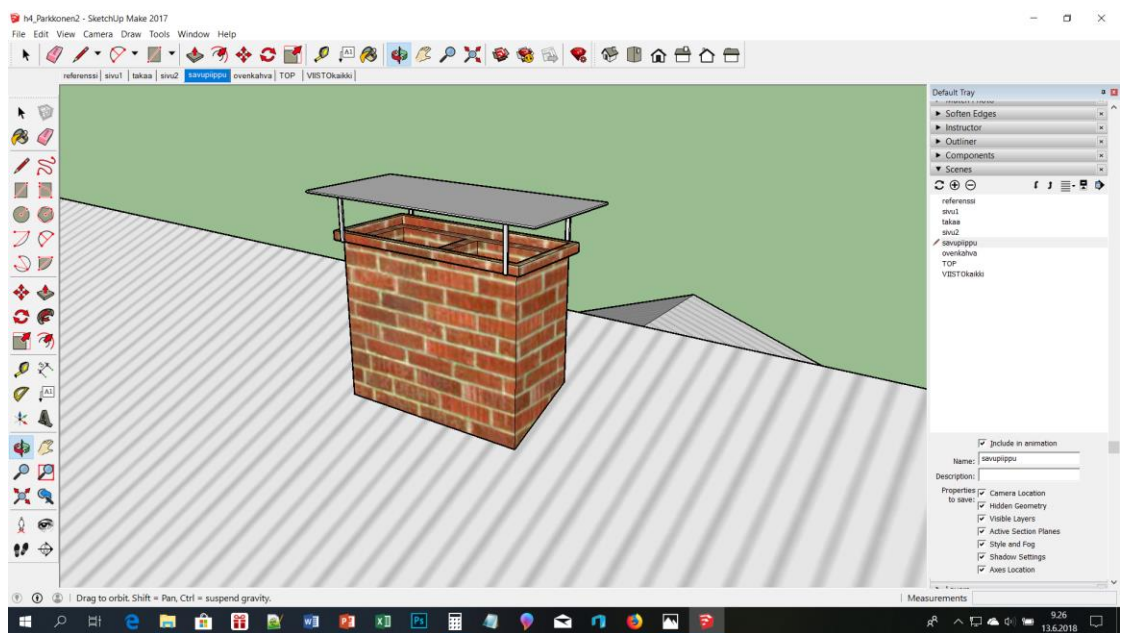 h4_Parkkonen2 - SketchUp Make 2017
File Edit View Camera Draw Tools Window Help
referenssi sivu1 takaa sivu2 savupiippu ovenkahva TOP VIISTOkaikki
Default Tray
Soften Edges
Instructor
Outliner
Components
Scenes
referenssi
sivu1
takaa
sivu2
savupiippu
ovenkahva
TOP
VIISTOkaikki
Include in animation
Name: savupiippu
Description:
Properties to save:
Camera Location
Hidden Geometry
Visible Layers
Active Section Planes
Style and Fog
Shadow Settings
Axes Location
Drag to orbit. Shift = Pan, Ctrl = suspend gravity.
Measurements
9.26
13.6.2018